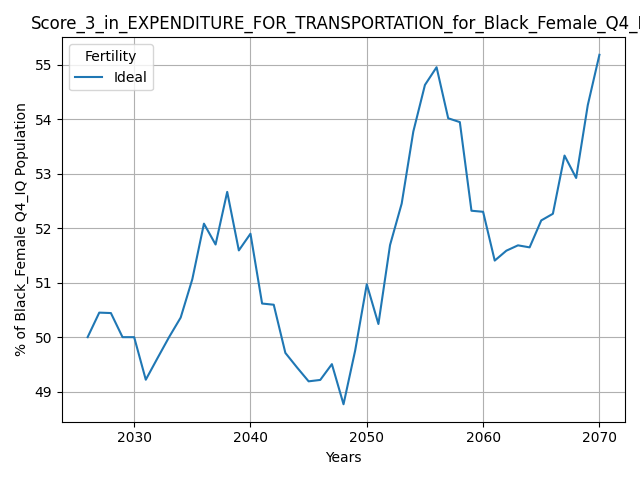 Score_3_in_EXPENDITURE_FOR_TRANSPORTATION_for_Black_Female_Q4_I
Fertility
Ideal
% of Black_Female Q4_IQ Population
55
54
53
52
51
50
49
2030 2040 2050 2060 2070
Years